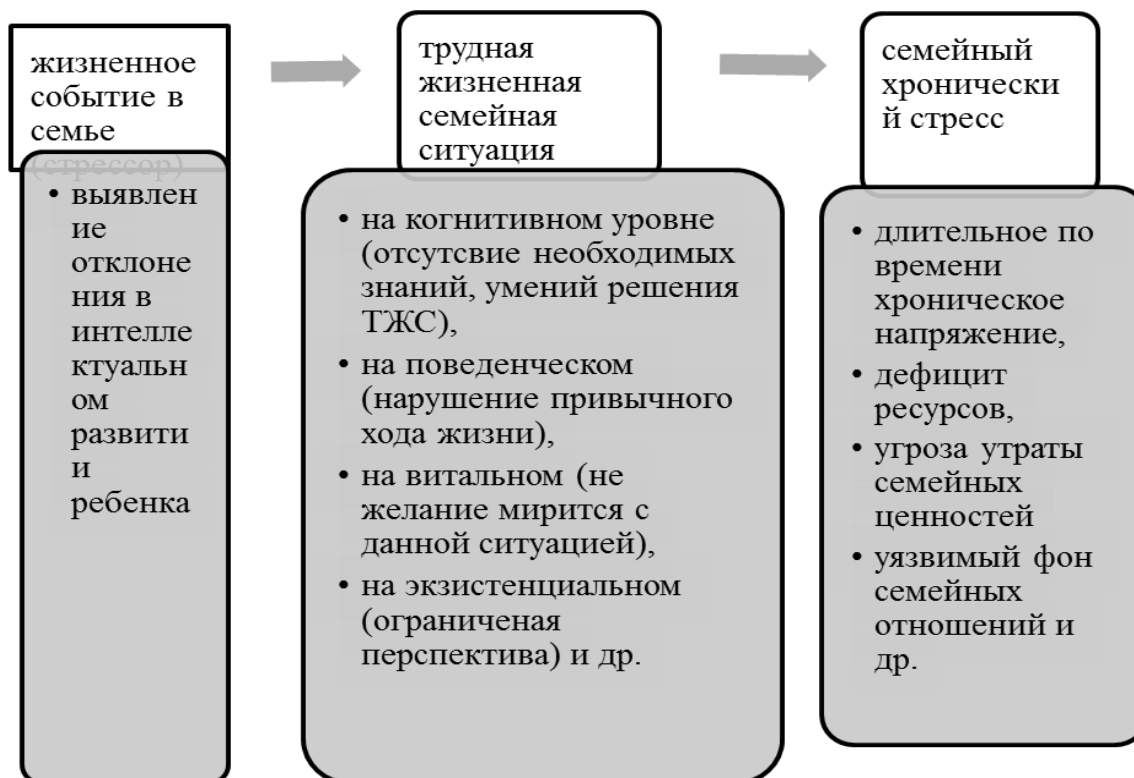 жизненное
событие в
семье
(стрессор)
• выявлен
ие
отклоне
ния в
интелле
ктуальн
ом
развити
и
ребенка
трудная
жизненная
семейная
ситуация
• на когнитивном уровне
(отсутсвие необходимых
знаний, умений решения
ТЖС),
• на поведенческом
(нарушение привычного
хода жизни),
• на витальном (не
желание мирится с
данной ситуацией),
• на экзистенциальном
(ограниченая
перспектива) и др.
семейный
хронически
й стресс
• длительное по
времени
хроническое
напряжение,
• дефицит
ресурсов,
• угроза утраты
семейных
ценностей
• уязвимый фон
семейных
отношений и
др.